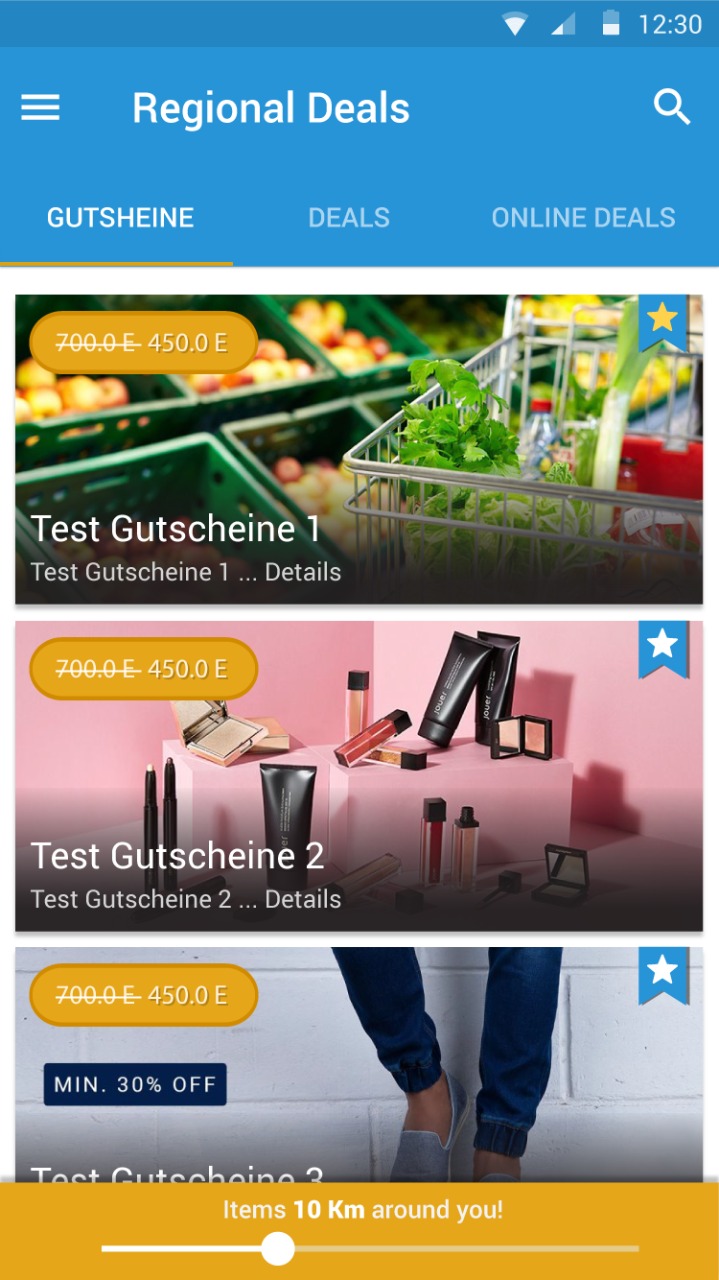 12:30
Regional Deals
GUTSHEINE DEALS ONLINE DEALS
700.0 E 450.0 E
Test Gutscheine 1
Test Gutscheine 1 ... Details
700.0 E 450.0 E
jouer
jouer
Test Gutscheine 2
Test Gutscheine 2 ... Details
700.0 E 450.0 E
MIN. 30% OFF
Test Gutscheine 3
Items 10 Km around you!